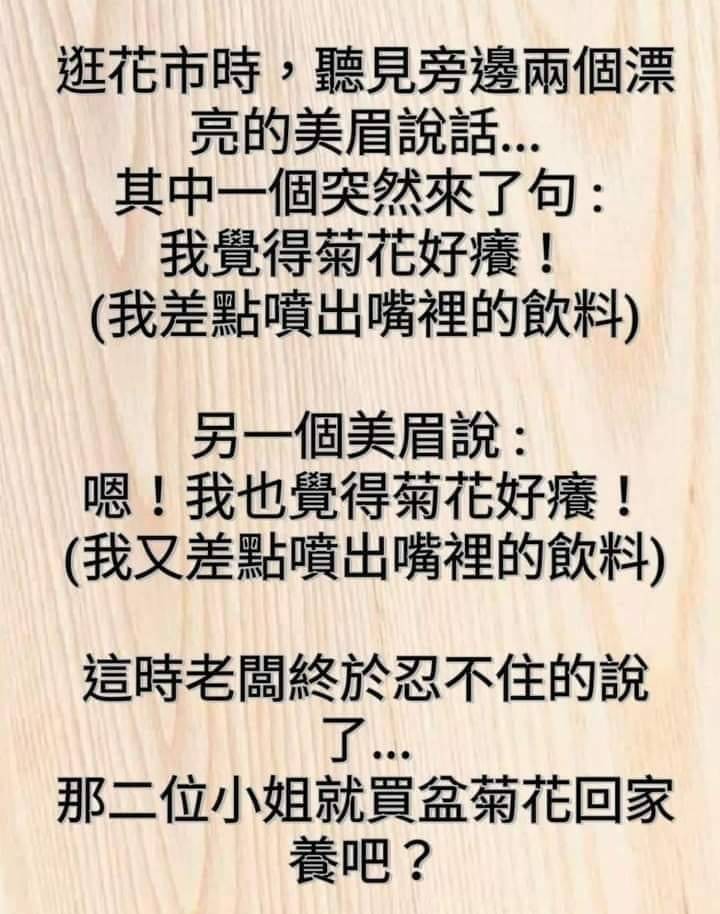 逛花市時，聽見旁邊兩個漂
亮的美眉說話...
其中一個突然來了句 :
我覺得菊花好癢！
(我差點噴出嘴裡的飲料)
另一個美眉說 :
嗯！我也覺得菊花好癢！
(我又差點噴出嘴裡的飲料)
這時老闆終於忍不住的說
了...
那二位小姐就買盆菊花回家
養吧？